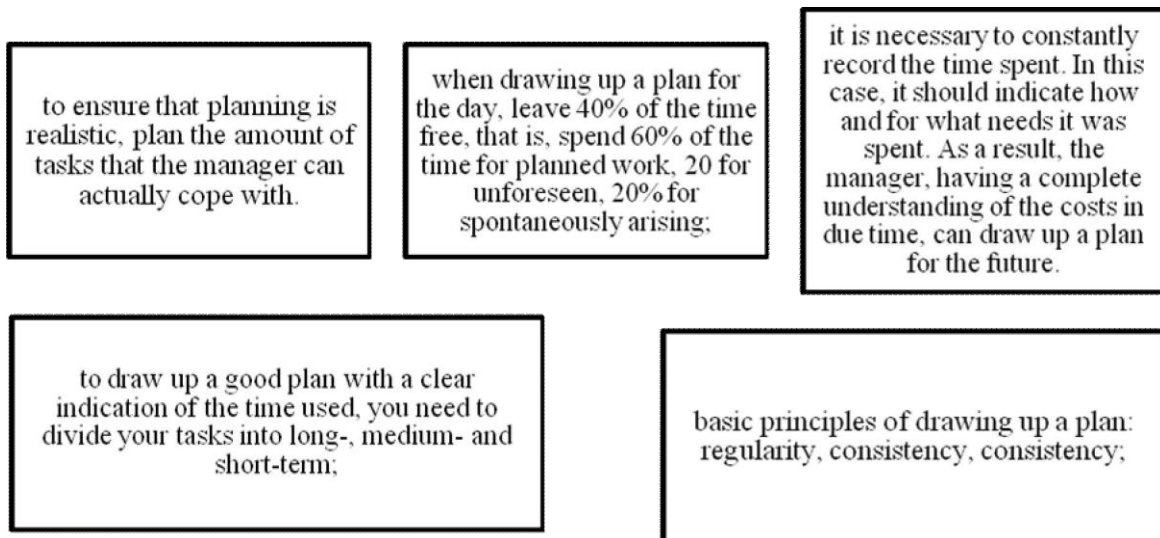 to ensure that planning is
realistic, plan the amount of
tasks that the manager can
actually cope with.
when drawing up a plan for
the day, leave 40% of the time
free, that is, spend 60% of the
time for planned work, 20 for
unforeseen, 20% for
spontaneously arising;
it is necessary to constantly
record the time spent. In this
case, it should indicate how
and for what needs it was
spent. As a result, the
manager, having a complete
understanding of the costs in
due time, can draw up a plan
for the future.
to draw up a good plan with a clear
indication of the time used, you need to
divide your tasks into long-, medium- and
short-term;
basic principles of drawing up a plan:
regularity, consistency, consistency;